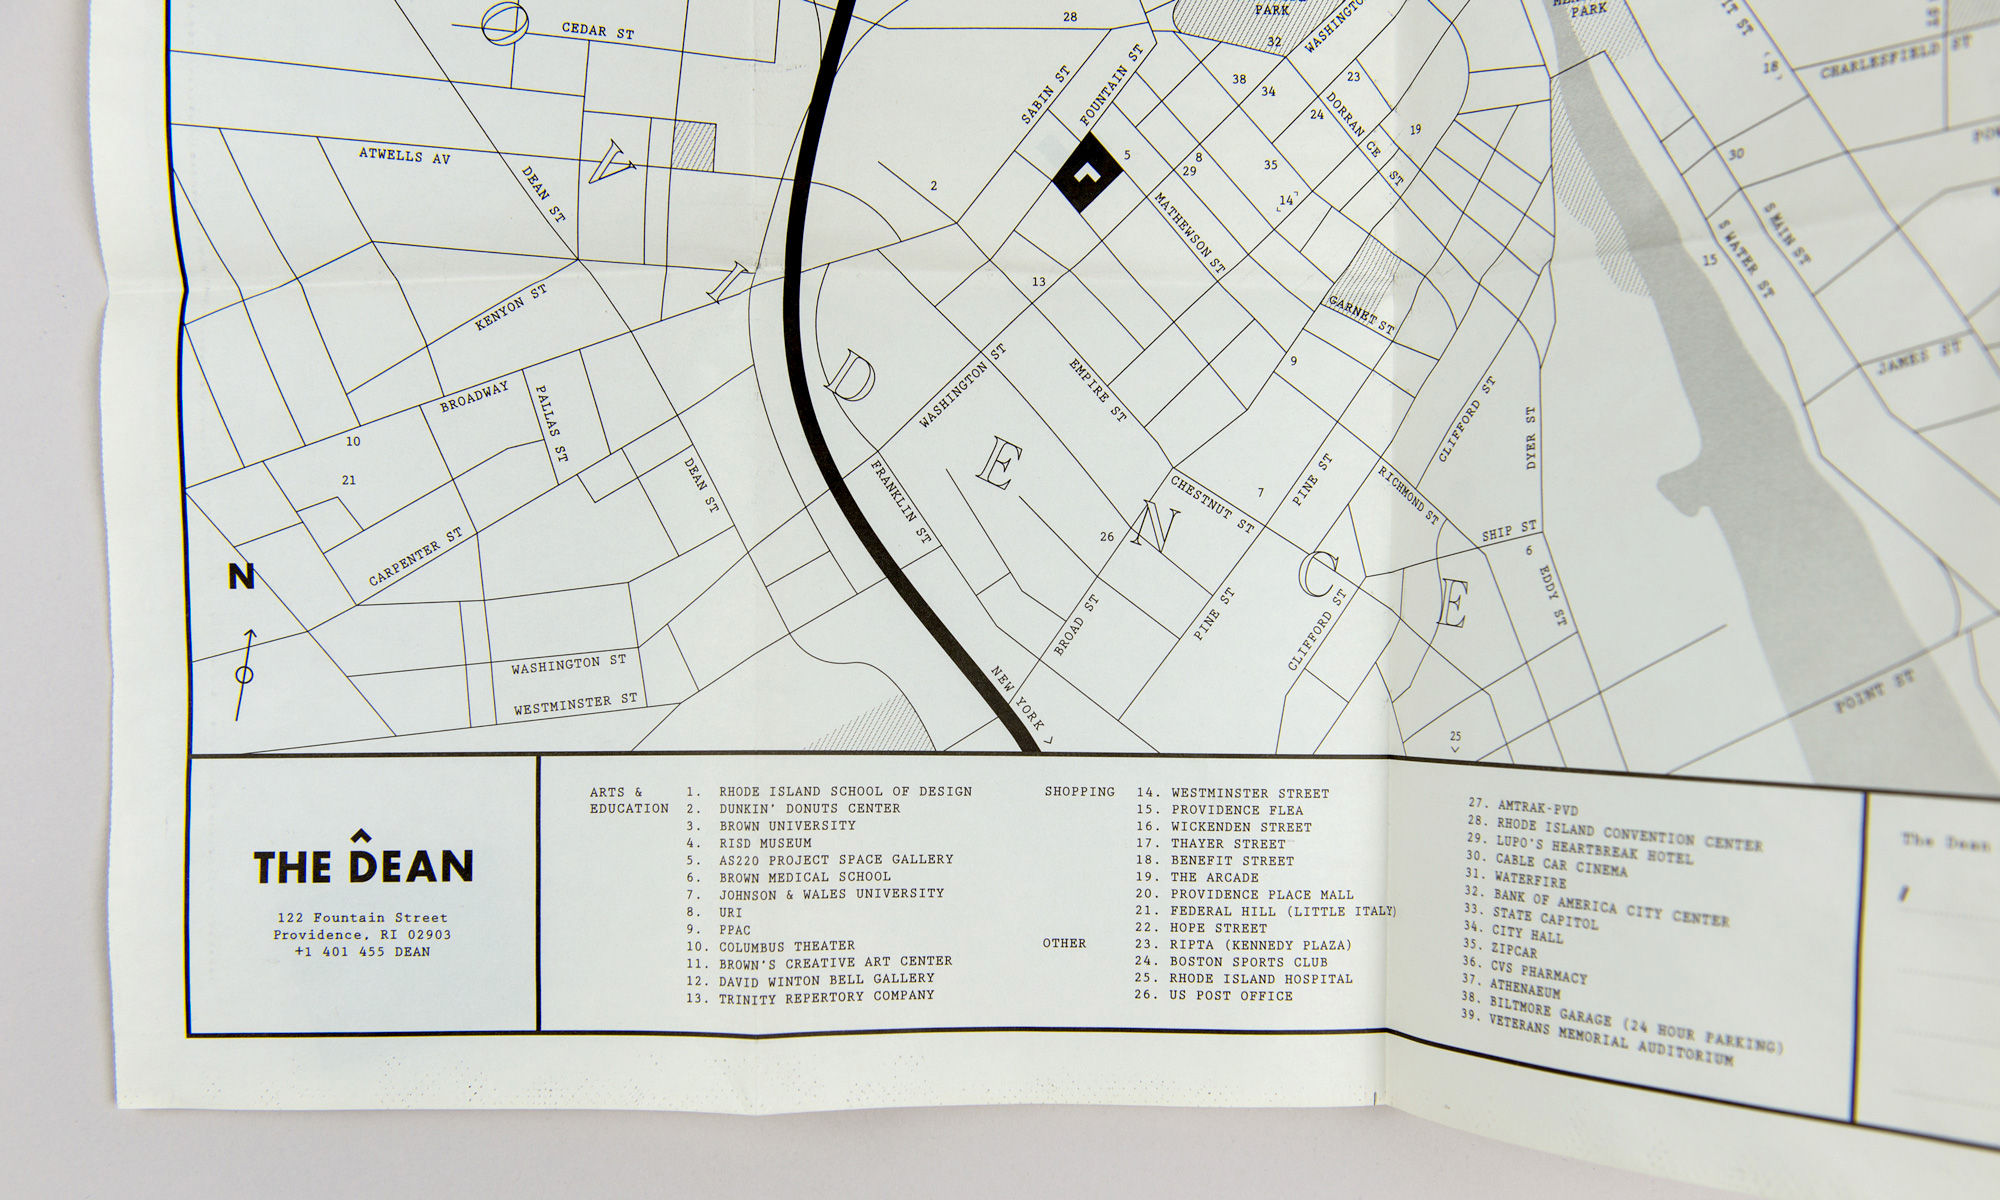 28
PARK
WASHINGTON
PARK
IT ST
CEDAR ST
O
32
18
CHARLESFIELD ST
SABIN ST
FOUNTAIN ST
38
34
23
24
DORRANCE ST
19
ATWELLS AV
V
DEAN ST
2
5
8
29
35
14
30
MATHEWSON ST
S MAIN ST
S WATER ST
15
I
13
KENYON ST
GARNET ST
BROADWAY
PALLAS ST
D
WASHINGTON ST
EMPIRE ST
9
CLIFFORD ST
DYER ST
JAMES ST
10
21
DEAN ST
FRANKLIN ST
E
CHESTNUT ST
7
PINE ST
RICHMOND ST
26
N
SHIP ST
6
CARPENTER ST
C
E
EDDY ST
N
BROAD ST
PINE ST
CLIFFORD ST
WASHINGTON ST
WESTMINSTER ST
NEW YORK
25
POINT ST
THE DEAN
122 Fountain Street
Providence, RI 02903
+1 401 455 DEAN
ARTS &
EDUCATION
1. RHODE ISLAND SCHOOL OF DESIGN
2. DUNKIN' DONUTS CENTER
3. BROWN UNIVERSITY
4. RISD MUSEUM
5. AS220 PROJECT SPACE GALLERY
6. BROWN MEDICAL SCHOOL
7. JOHNSON & WALES UNIVERSITY
8. URI
9. PPAC
10. COLUMBUS THEATER
11. BROWN'S CREATIVE ART CENTER
12. DAVID WINTON BELL GALLERY
13. TRINITY REPERTORY COMPANY
SHOPPING
14. WESTMINSTER STREET
15. PROVIDENCE FLEA
16. WICKENDEN STREET
17. THAYER STREET
18. BENEFIT STREET
19. THE ARCADE
20. PROVIDENCE PLACE MALL
21. FEDERAL HILL (LITTLE ITALY)
22. HOPE STREET
OTHER
23. RIPTA (KENNEDY PLAZA)
24. BOSTON SPORTS CLUB
25. RHODE ISLAND HOSPITAL
26. US POST OFFICE
27. AMTRAK-PVD
28. RHODE ISLAND CONVENTION CENTER
29. LUPO'S HEARTBREAK HOTEL
30. CABLE CAR CINEMA
31. WATERFIRE
32. BANK OF AMERICA CITY CENTER
33. STATE CAPITOL
34. CITY HALL
35. ZIPCAR
36. CVS PHARMACY
37. ATHENAEUM
38. BILTMORE GARAGE (24 HOUR PARKING)
39. VETERANS MEMORIAL AUDITORIUM
The Dean